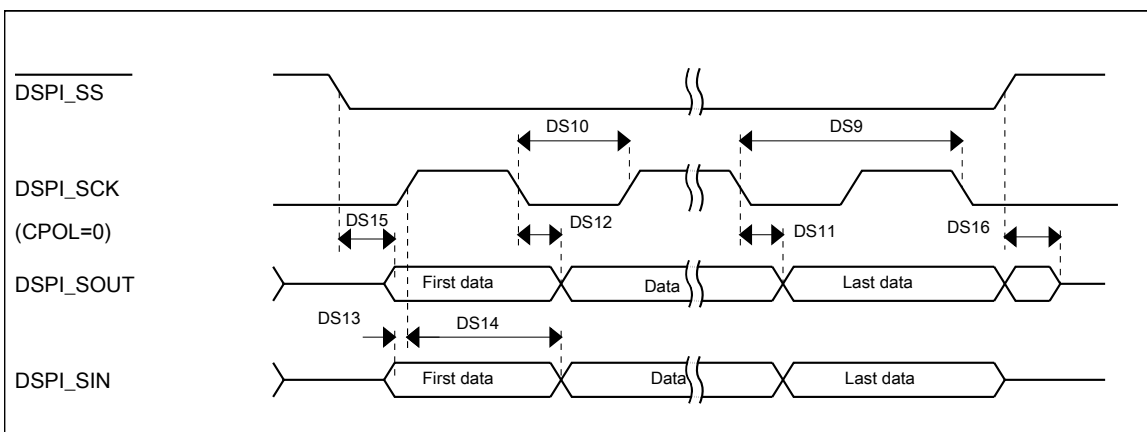 DSPI_SS
DS10
DS9
DSPI_SCK
DS15
DS12
DS11
DS16
(CPOL=0)
DSPI_SOUT
First data
Data
Last data
DS13
DS14
DSPI_SIN
First data
Data
Last data